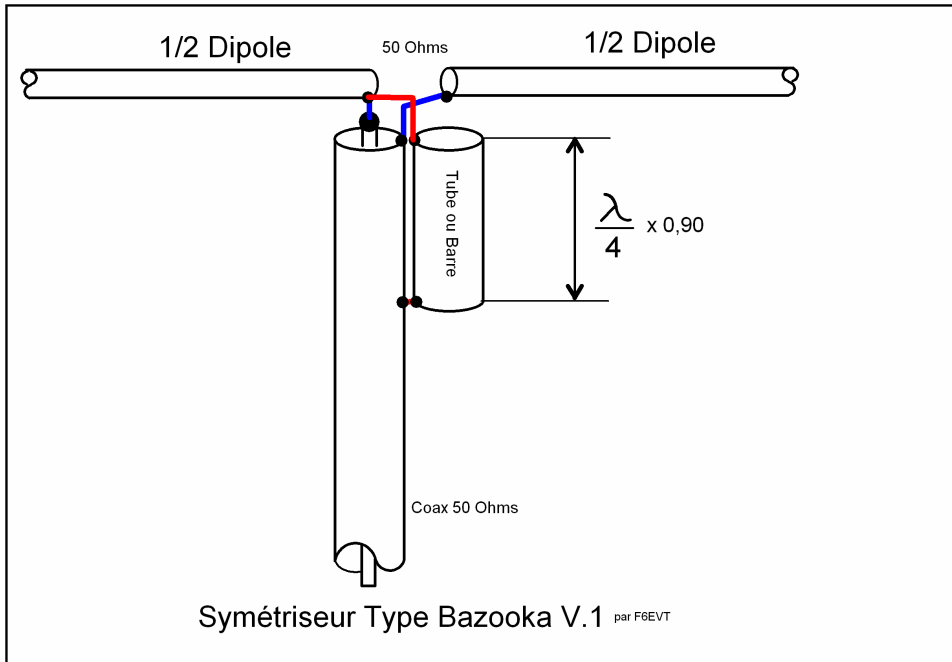 1/2 Dipole
50 Ohms
1/2 Dipole
Tube ou Barre
λ/4 x 0,90
Coax 50 Ohms
Symétriseur Type Bazooka V.1 par F6EVT